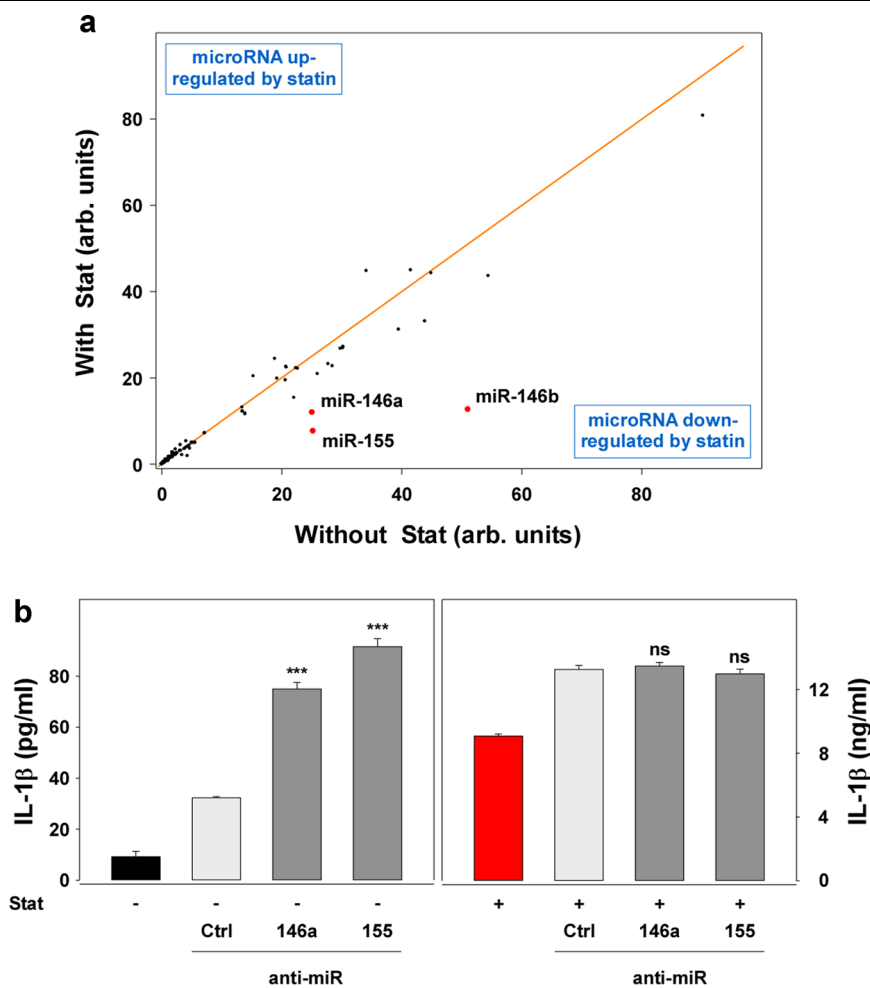 a
microRNA up-
regulated by statin
80
60
40
20
0
With Stat (arb. units)
miR-146a
miR-146b
miR-155
microRNA down-
regulated by statin
0 20 40 60 80
Without Stat (arb. units)
b
IL-1β (pg/ml)
80
60
40
20
0
***
***
ns
ns
12
8
4
0
IL-1β (ng/ml)
Stat - - - - + + + +
Ctrl 146a 155 Ctrl 146a 155
anti-miR anti-miR